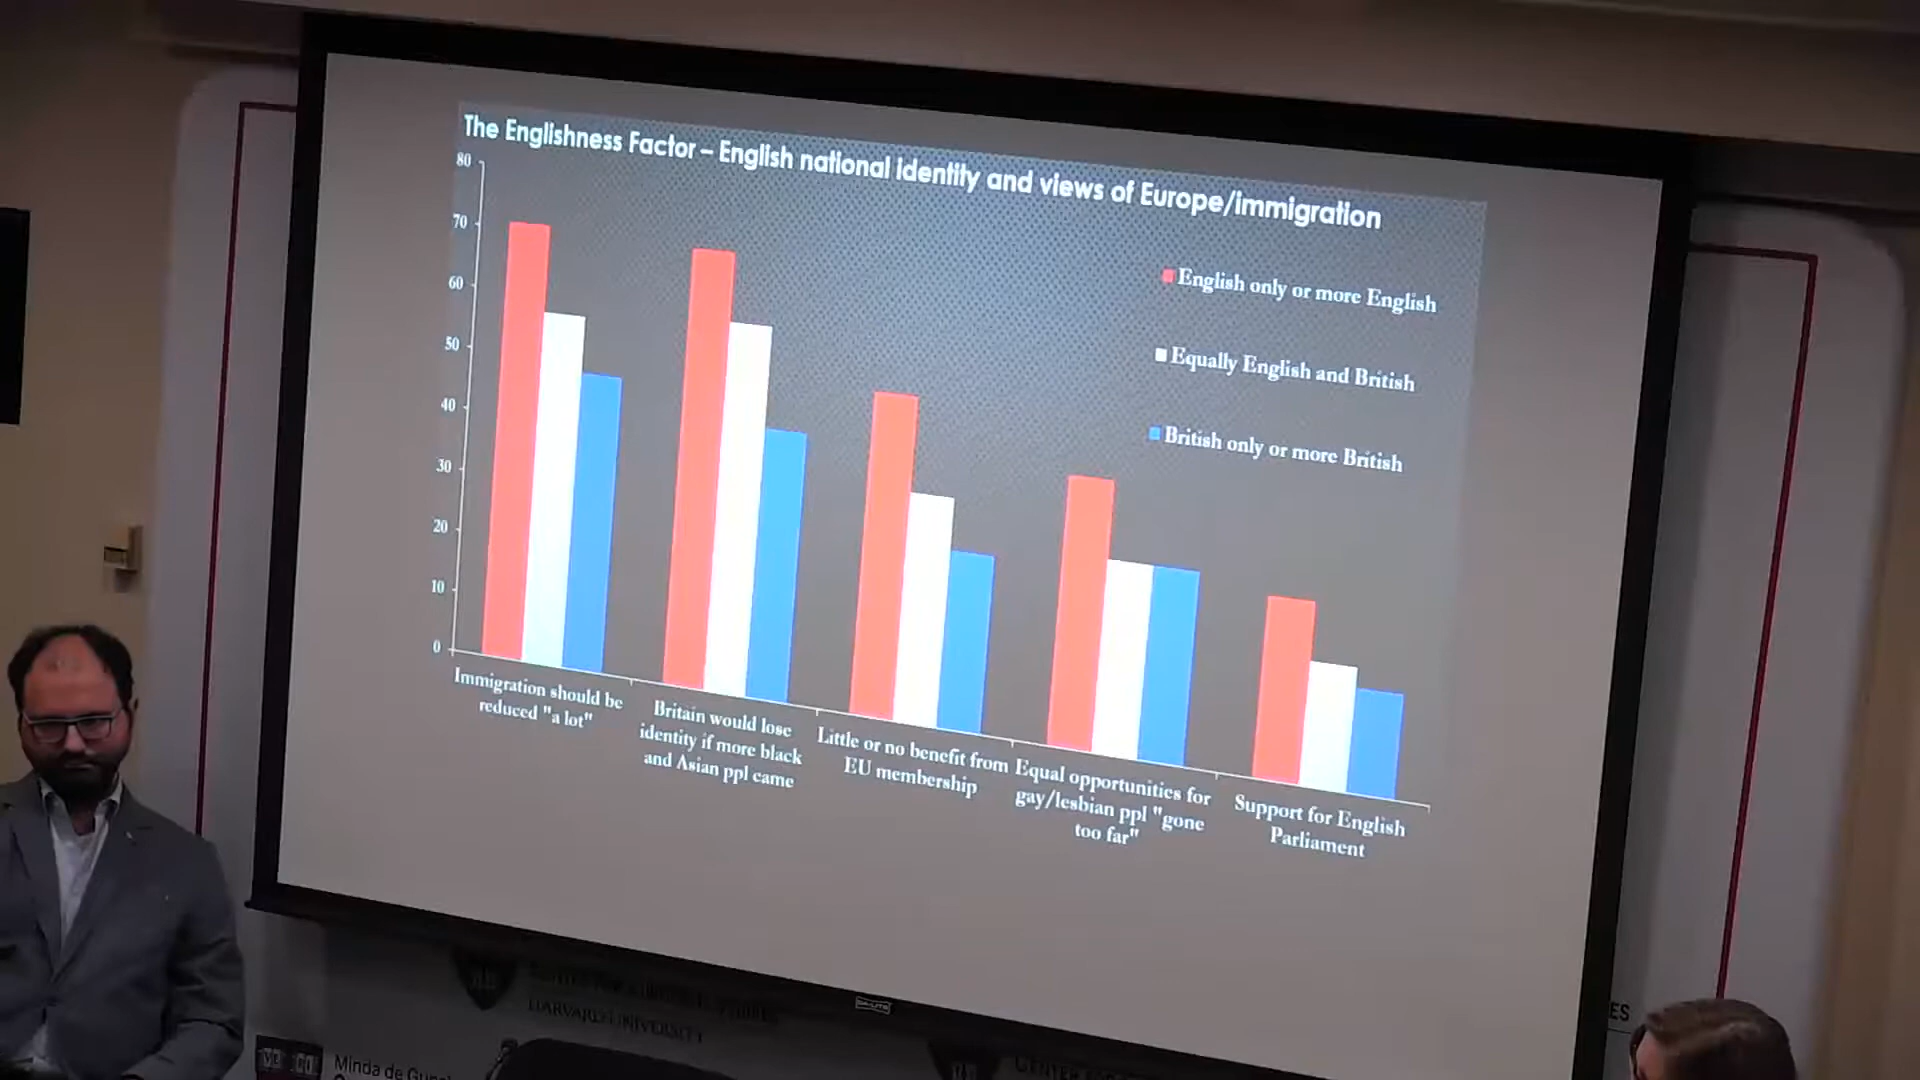 The Englishness Factor – English national identity and views of Europe/immigration
80
70
60
50
40
30
20
10
0
English only or more English
Equally English and British
British only or more British
Immigration should be
reduced "a lot"
Britain would lose
identity if more black
and Asian ppl came
Little or no benefit from
EU membership
Equal opportunities for
gay/lesbian ppl "gone
too far"
Support for English
Parliament
HARVARD UNIVERSITY
Minda de
CENTER FOR